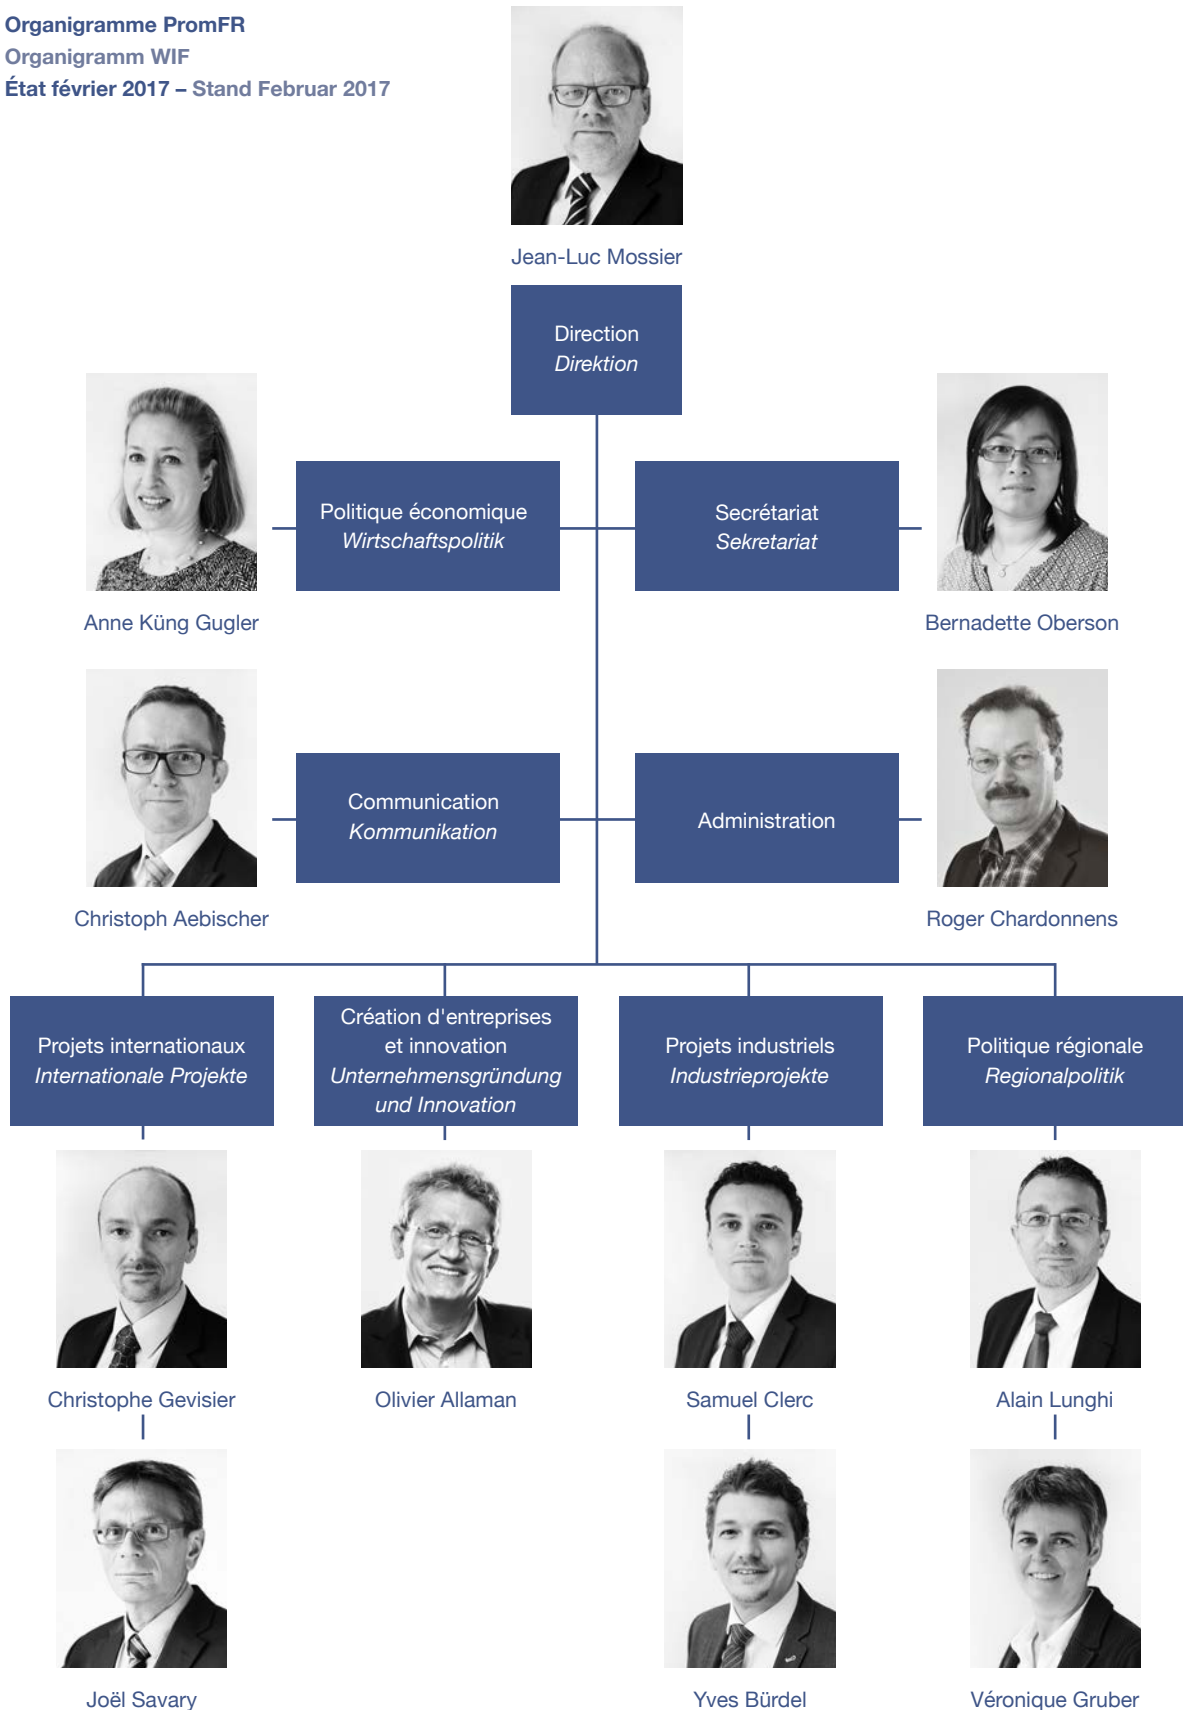 Organigramme PromFR
Organigramm WIF
État février 2017 – Stand Februar 2017
Jean-Luc Mossier
Direction
Direktion
Politique économique
Wirtschaftspolitik
Secrétariat
Sekretariat
Anne Küng Gugler
Bernadette Oberson
Communication
Kommunikation
Administration
Christoph Aebischer
Roger Chardonnens
Projets internationaux
Internationale Projekte
Création d'entreprises
et innovation
Unternehmensgründung
und Innovation
Projets industriels
Industrieprojekte
Politique régionale
Regionalpolitik
Christophe Gevisier
Olivier Allaman
Samuel Clerc
Alain Lunghi
Joël Savary
Yves Bürdel
Véronique Gruber